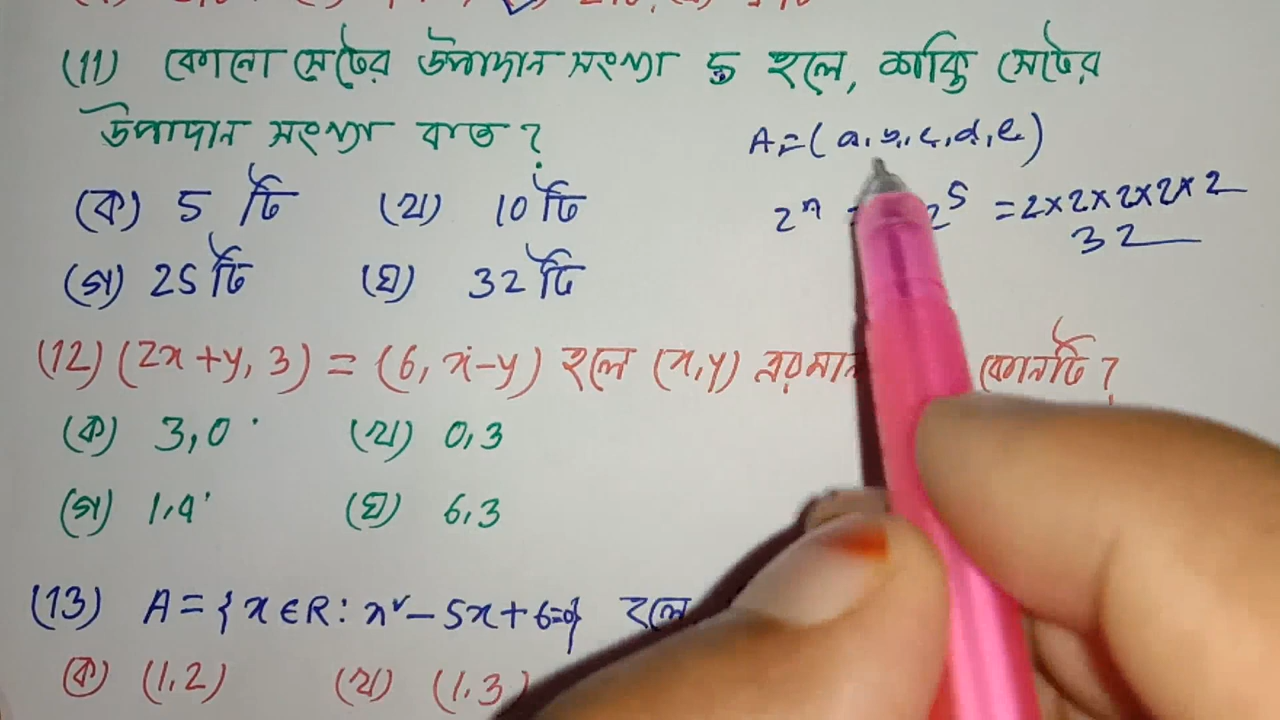 (11) কোনো সেটের উপাদান সংখ্যা 5 হলে, শক্তি সেটের
উপাদান সংখ্যা কত?
A = (a, b, c, d, e)
(ক) 5 টি (খ) 10 টি
2ⁿ 2⁵ = 2×2×2×2×2
32
(গ) 25 টি (ঘ) 32 টি
(12) (2x+y, 3) = (6, x-y) হলে (x,y) এরমান কোনটি?
(ক) 3,0 (খ) 0,3
(গ) 1,4 (ঘ) 6,3
(13) A = {x ∈ R : x² - 5x + 6=0} হলে
(ক) (1,2) (খ) (1,3)